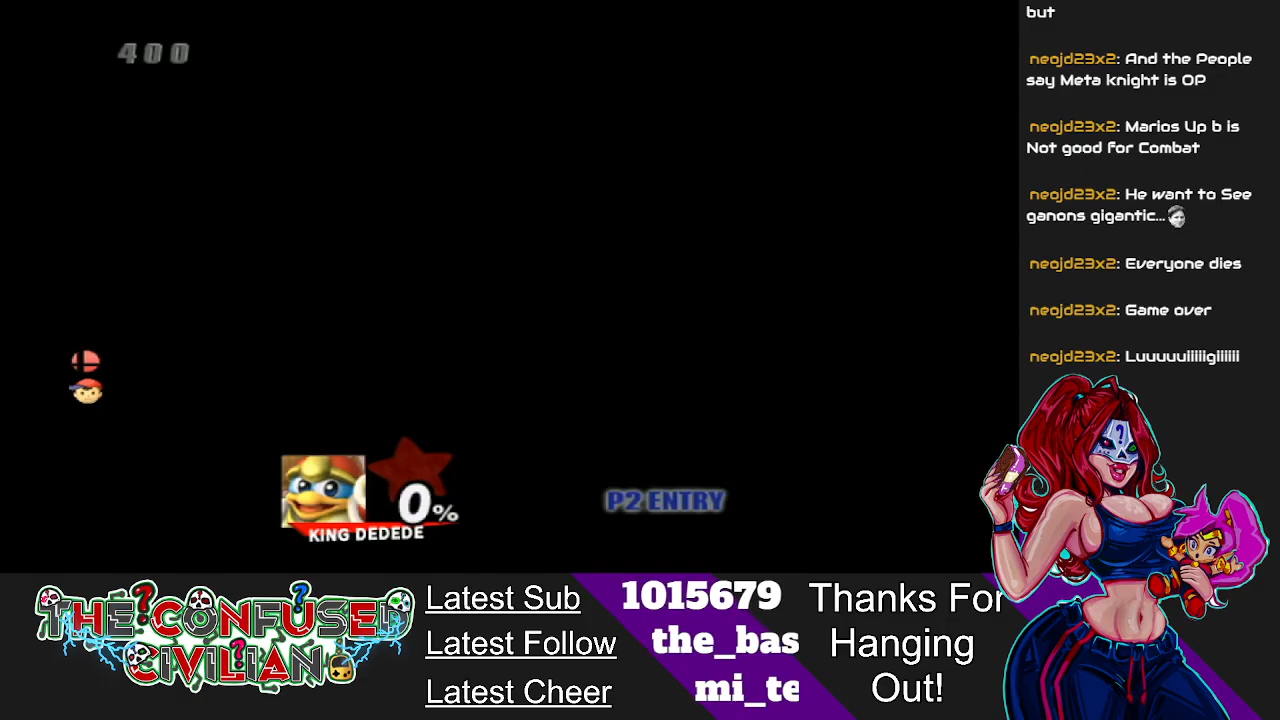 400
KING DEDEDE
0%
P2 ENTRY
but
neojd23x2: And the People
say Meta knight is OP
neojd23x2: Marios Up b is
Not good for Combat
neojd23x2: He want to See
ganons gigantic...
neojd23x2: Everyone dies
neojd23x2: Game over
neojd23x2: Luuuuuiiiiigiiiiii
THE CONFUSED
CIVILIAN
Latest Sub
1015679
Latest Follow
the_bas
Latest Cheer
mi_te
Thanks For
Hanging
Out!
?